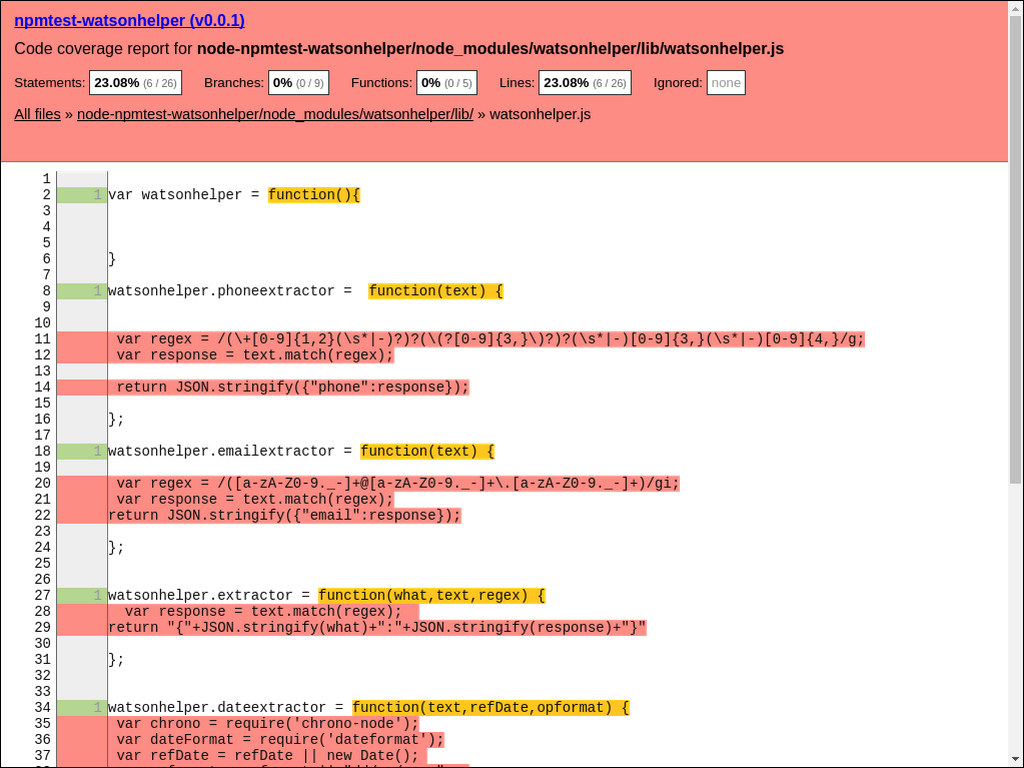 npmtest-watsonhelper (v0.0.1)
Code coverage report for node-npmtest-watsonhelper/node_modules/watsonhelper/lib/watsonhelper.js
Statements: 23.08% (6 / 26) Branches: 0% (0 / 9) Functions: 0% (0 / 5) Lines: 23.08% (6 / 26) Ignored: none
All files » node-npmtest-watsonhelper/node_modules/watsonhelper/lib/ » watsonhelper.js
1
2 1 var watsonhelper = function(){
3
4
5
6 }
7
8 1 watsonhelper.phoneextractor =  function(text) {
9
10
11 var regex = /(\+[0-9]{1,2}(\s*|-)?)?(\(?[0-9]{3,}\)?)?(\s*|-)[0-9]{3,}(\s*|-)[0-9]{4,}/g;
12 var response = text.match(regex);
13
14 return JSON.stringify({"phone":response});
15
16 };
17
18 1 watsonhelper.emailextractor = function(text) {
19
20 var regex = /([a-zA-Z0-9._-]+@[a-zA-Z0-9._-]+\.[a-zA-Z0-9._-]+)/gi;
21 var response = text.match(regex);
22 return JSON.stringify({"email":response});
23
24 };
25
26
27 1 watsonhelper.extractor = function(what,text,regex) {
28 var response = text.match(regex);
29 return "{"+JSON.stringify(what)+":"+JSON.stringify(response)+"}"
30
31 };
32
33
34 1 watsonhelper.dateextractor = function(text,refDate,opformat) {
35 var chrono = require('chrono-node');
36 var dateFormat = require('dateformat');
37 var refDate = refDate || new Date();